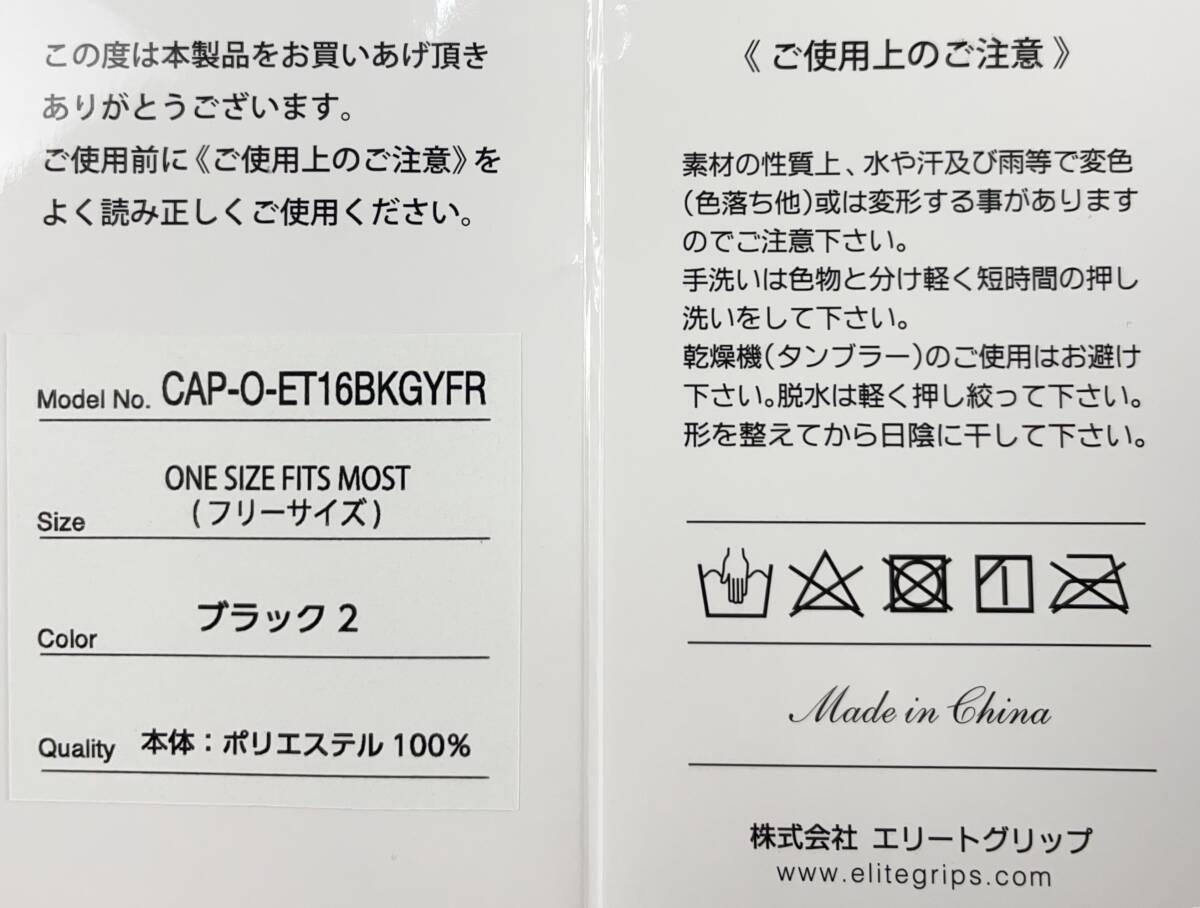 この度は本製品をお買いあげ頂き
ありがとうございます。
ご使用前に《ご使用上のご注意》を
よく読み正しくご使用ください。
Model No. CAP-O-ET16BKGYFR
ONE SIZE FITS MOST
Size (フリーサイズ)
Color ブラック 2
Quality 本体：ポリエステル 100%
《 ご使用上のご注意 》
素材の性質上、水や汗及び雨等で変色
(色落ち他)或は変形する事があります
のでご注意下さい。
手洗いは色物と分け軽く短時間の押し
洗いをして下さい。
乾燥機(タンブラー)のご使用はお避け
下さい。脱水は軽く押し絞って下さい。
形を整えてから日陰に干して下さい。
Made in China
株式会社 エリートグリップ
www.elitegrips.com